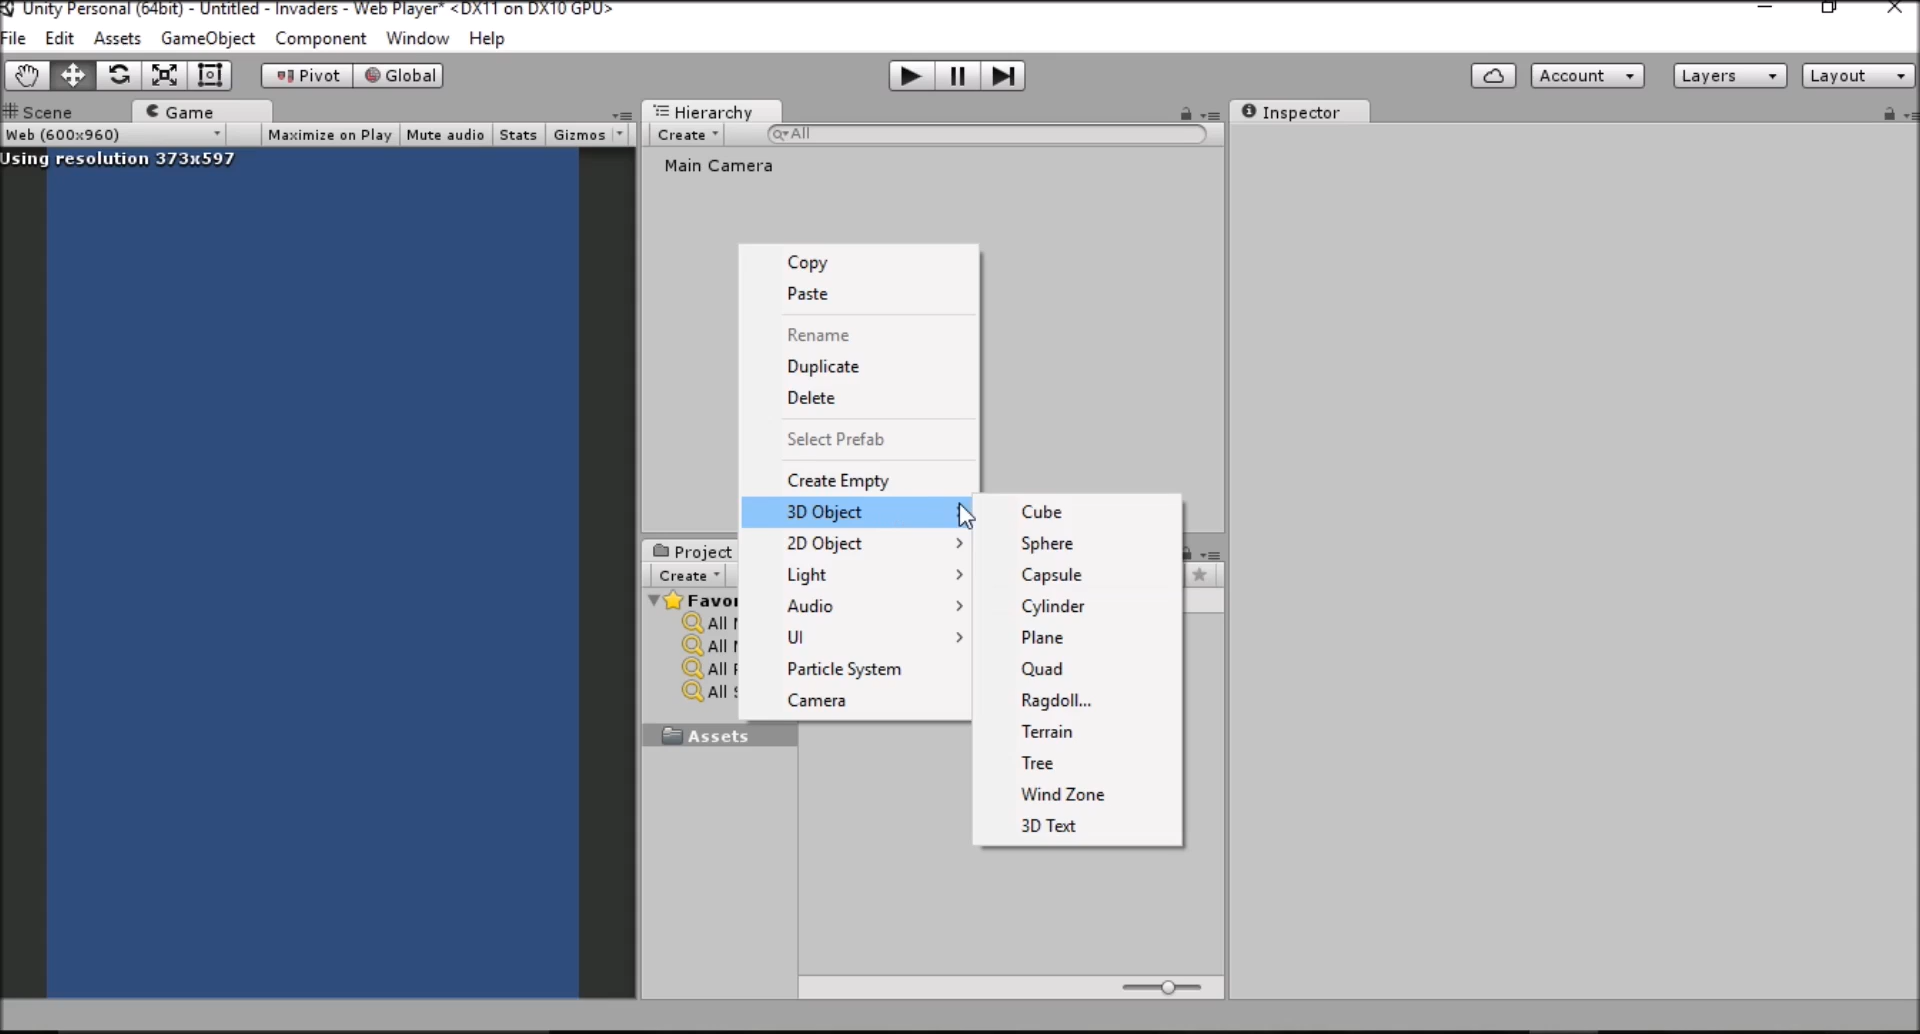 Unity Personal (64bit) - Untitled - Invaders - Web Player* <DX11 on DX10 GPU>
File Edit Assets GameObject Component Window Help
Pivot Global Account Layers Layout
Scene Game Hierarchy Inspector
Web (600x960) Maximize on Play Mute audio Stats Gizmos Create All
Using resolution 373x597
Main Camera
Copy
Paste
Rename
Duplicate
Delete
Select Prefab
Create Empty
3D Object
2D Object
Light
Audio
UI
Particle System
Camera
Cube
Sphere
Capsule
Cylinder
Plane
Quad
Ragdoll...
Terrain
Tree
Wind Zone
3D Text
Project
Create
All
All
All
All
Assets